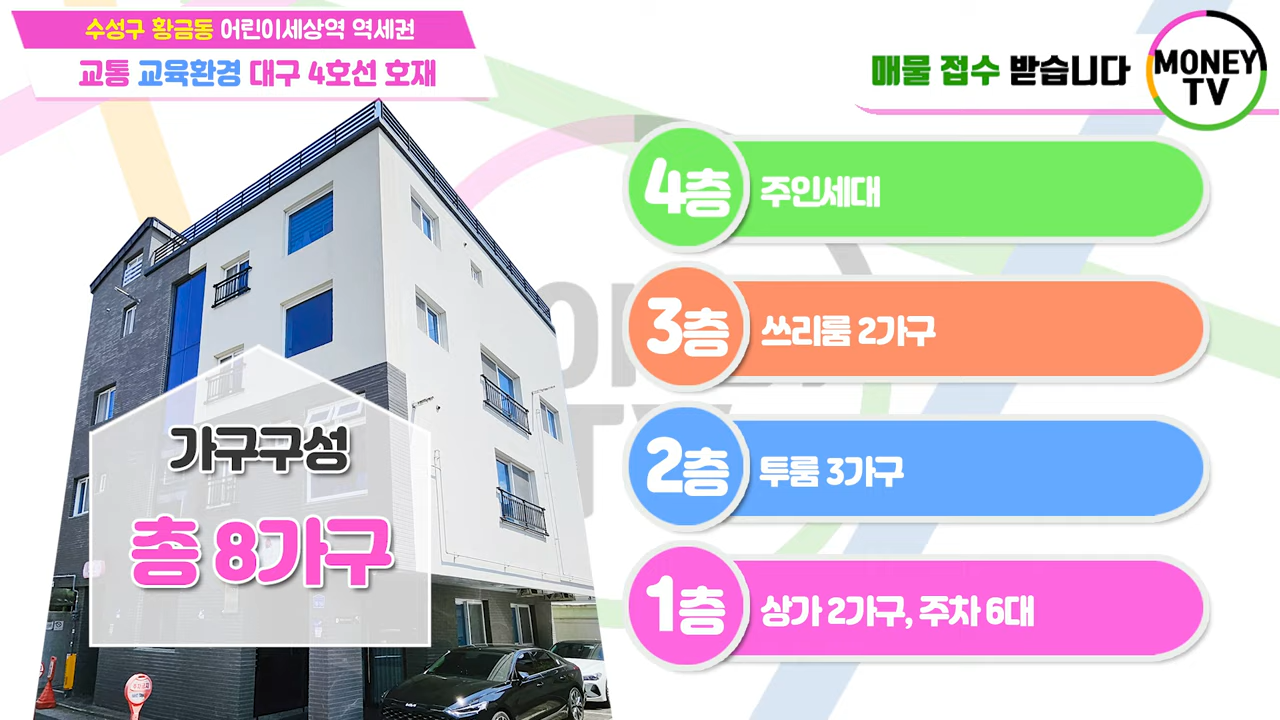 수성구 황금동 어린이세상역 역세권
교통 교육환경 대구 4호선 호재
매물 접수 받습니다
MONEY
TV
4층 주인세대
3층 쓰리룸 2가구
2층 투룸 3가구
1층 상가 2가구, 주차 6대
가구구성
총 8가구